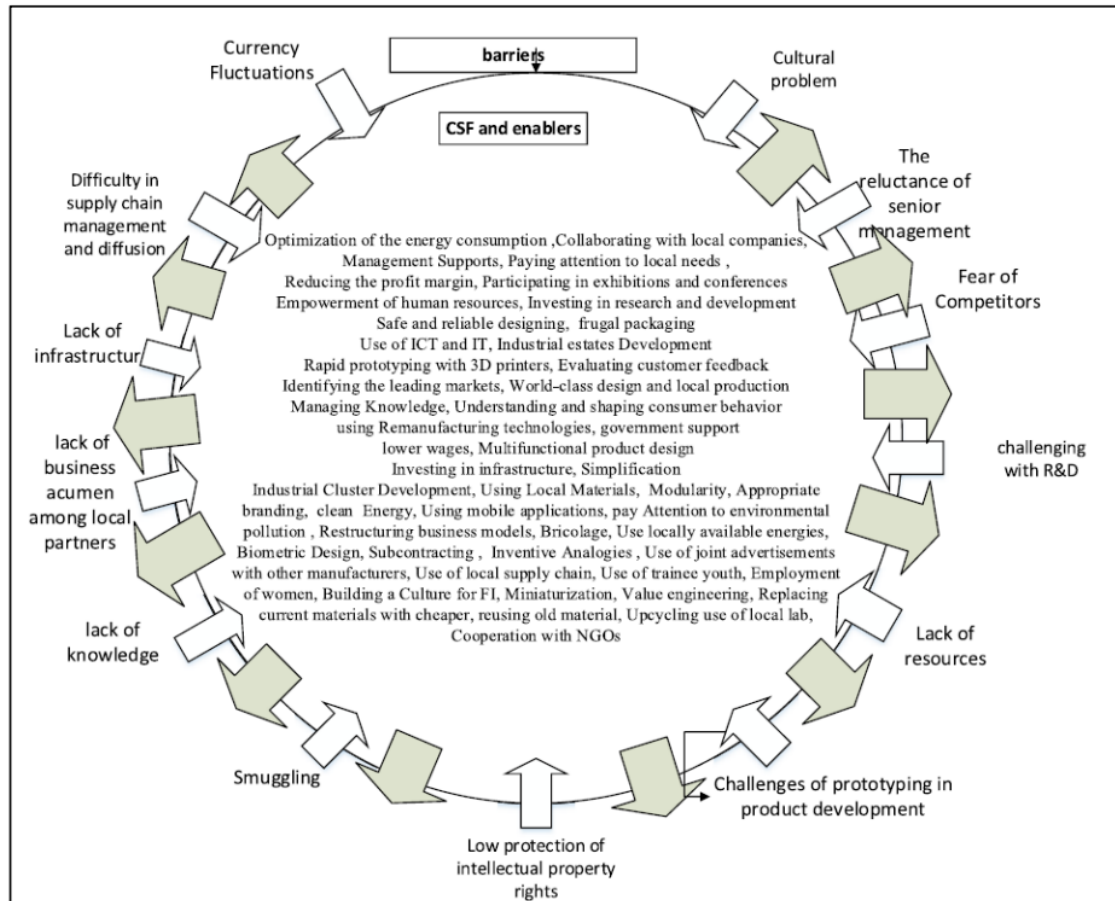 barriers
CSF and enablers
Currency
Fluctuations
Cultural
problem
The
reluctance of
senior
management
Fear of
Competitors
challenging
with R&D
Lack of
resources
Challenges of prototyping in
product development
Low protection of
intellectual property
rights
Smuggling
lack of
knowledge
lack of
business
acumen
among local
partners
Lack of
infrastructur
Difficulty in
supply chain
management
and diffusion
Optimization of the energy consumption ,Collaborating with local companies,
Management Supports, Paying attention to local needs ,
Reducing the profit margin, Participating in exhibitions and conferences
Empowerment of human resources, Investing in research and development
Safe and reliable designing, frugal packaging
Use of ICT and IT, Industrial estates Development
Rapid prototyping with 3D printers, Evaluating customer feedback
Identifying the leading markets, World-class design and local production
Managing Knowledge, Understanding and shaping consumer behavior
using Remanufacturing technologies, government support
lower wages, Multifunctional product design
Investing in infrastructure, Simplification
Industrial Cluster Development, Using Local Materials, Modularity, Appropriate
branding, clean Energy, Using mobile applications, pay Attention to environmental
pollution , Restructuring business models, Bricolage, Use locally available energies,
Biometric Design, Subcontracting , Inventive Analogies , Use of joint advertisements
with other manufacturers, Use of local supply chain, Use of trainee youth, Employment
of women, Building a Culture for FI, Miniaturization, Value engineering, Replacing
current materials with cheaper, reusing old material, Upcycling use of local lab,
Cooperation with NGOs